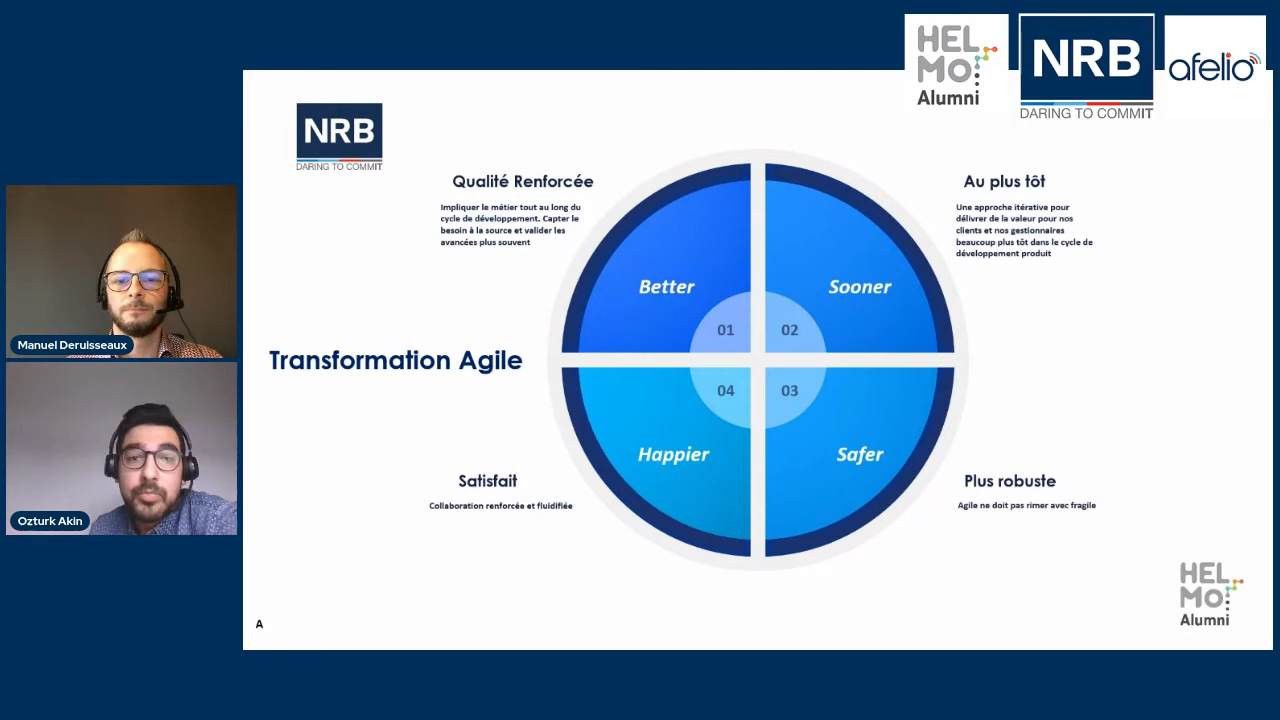 HEL
MO
Alumni
NRB
DARING TO COMMIT
afelio
NRB
DARING TO COMMIT
Qualité Renforcée
Impliquer le métier tout au long du
cycle de développement. Capter le
besoin à la source et valider les
avancées plus souvent
Au plus tôt
Une approche itérative pour
délivrer de la valeur pour nos
clients et nos gestionnaires
beaucoup plus tôt dans le cycle de
développement produit
Better
Sooner
01
02
Manuel Deruisseaux
Transformation Agile
04
03
Happier
Safer
Satisfait
Collaboration renforcée et fluidifiée
Plus robuste
Agile ne doit pas rimer avec fragile
Ozturk Akin
HEL
MO
Alumni
A